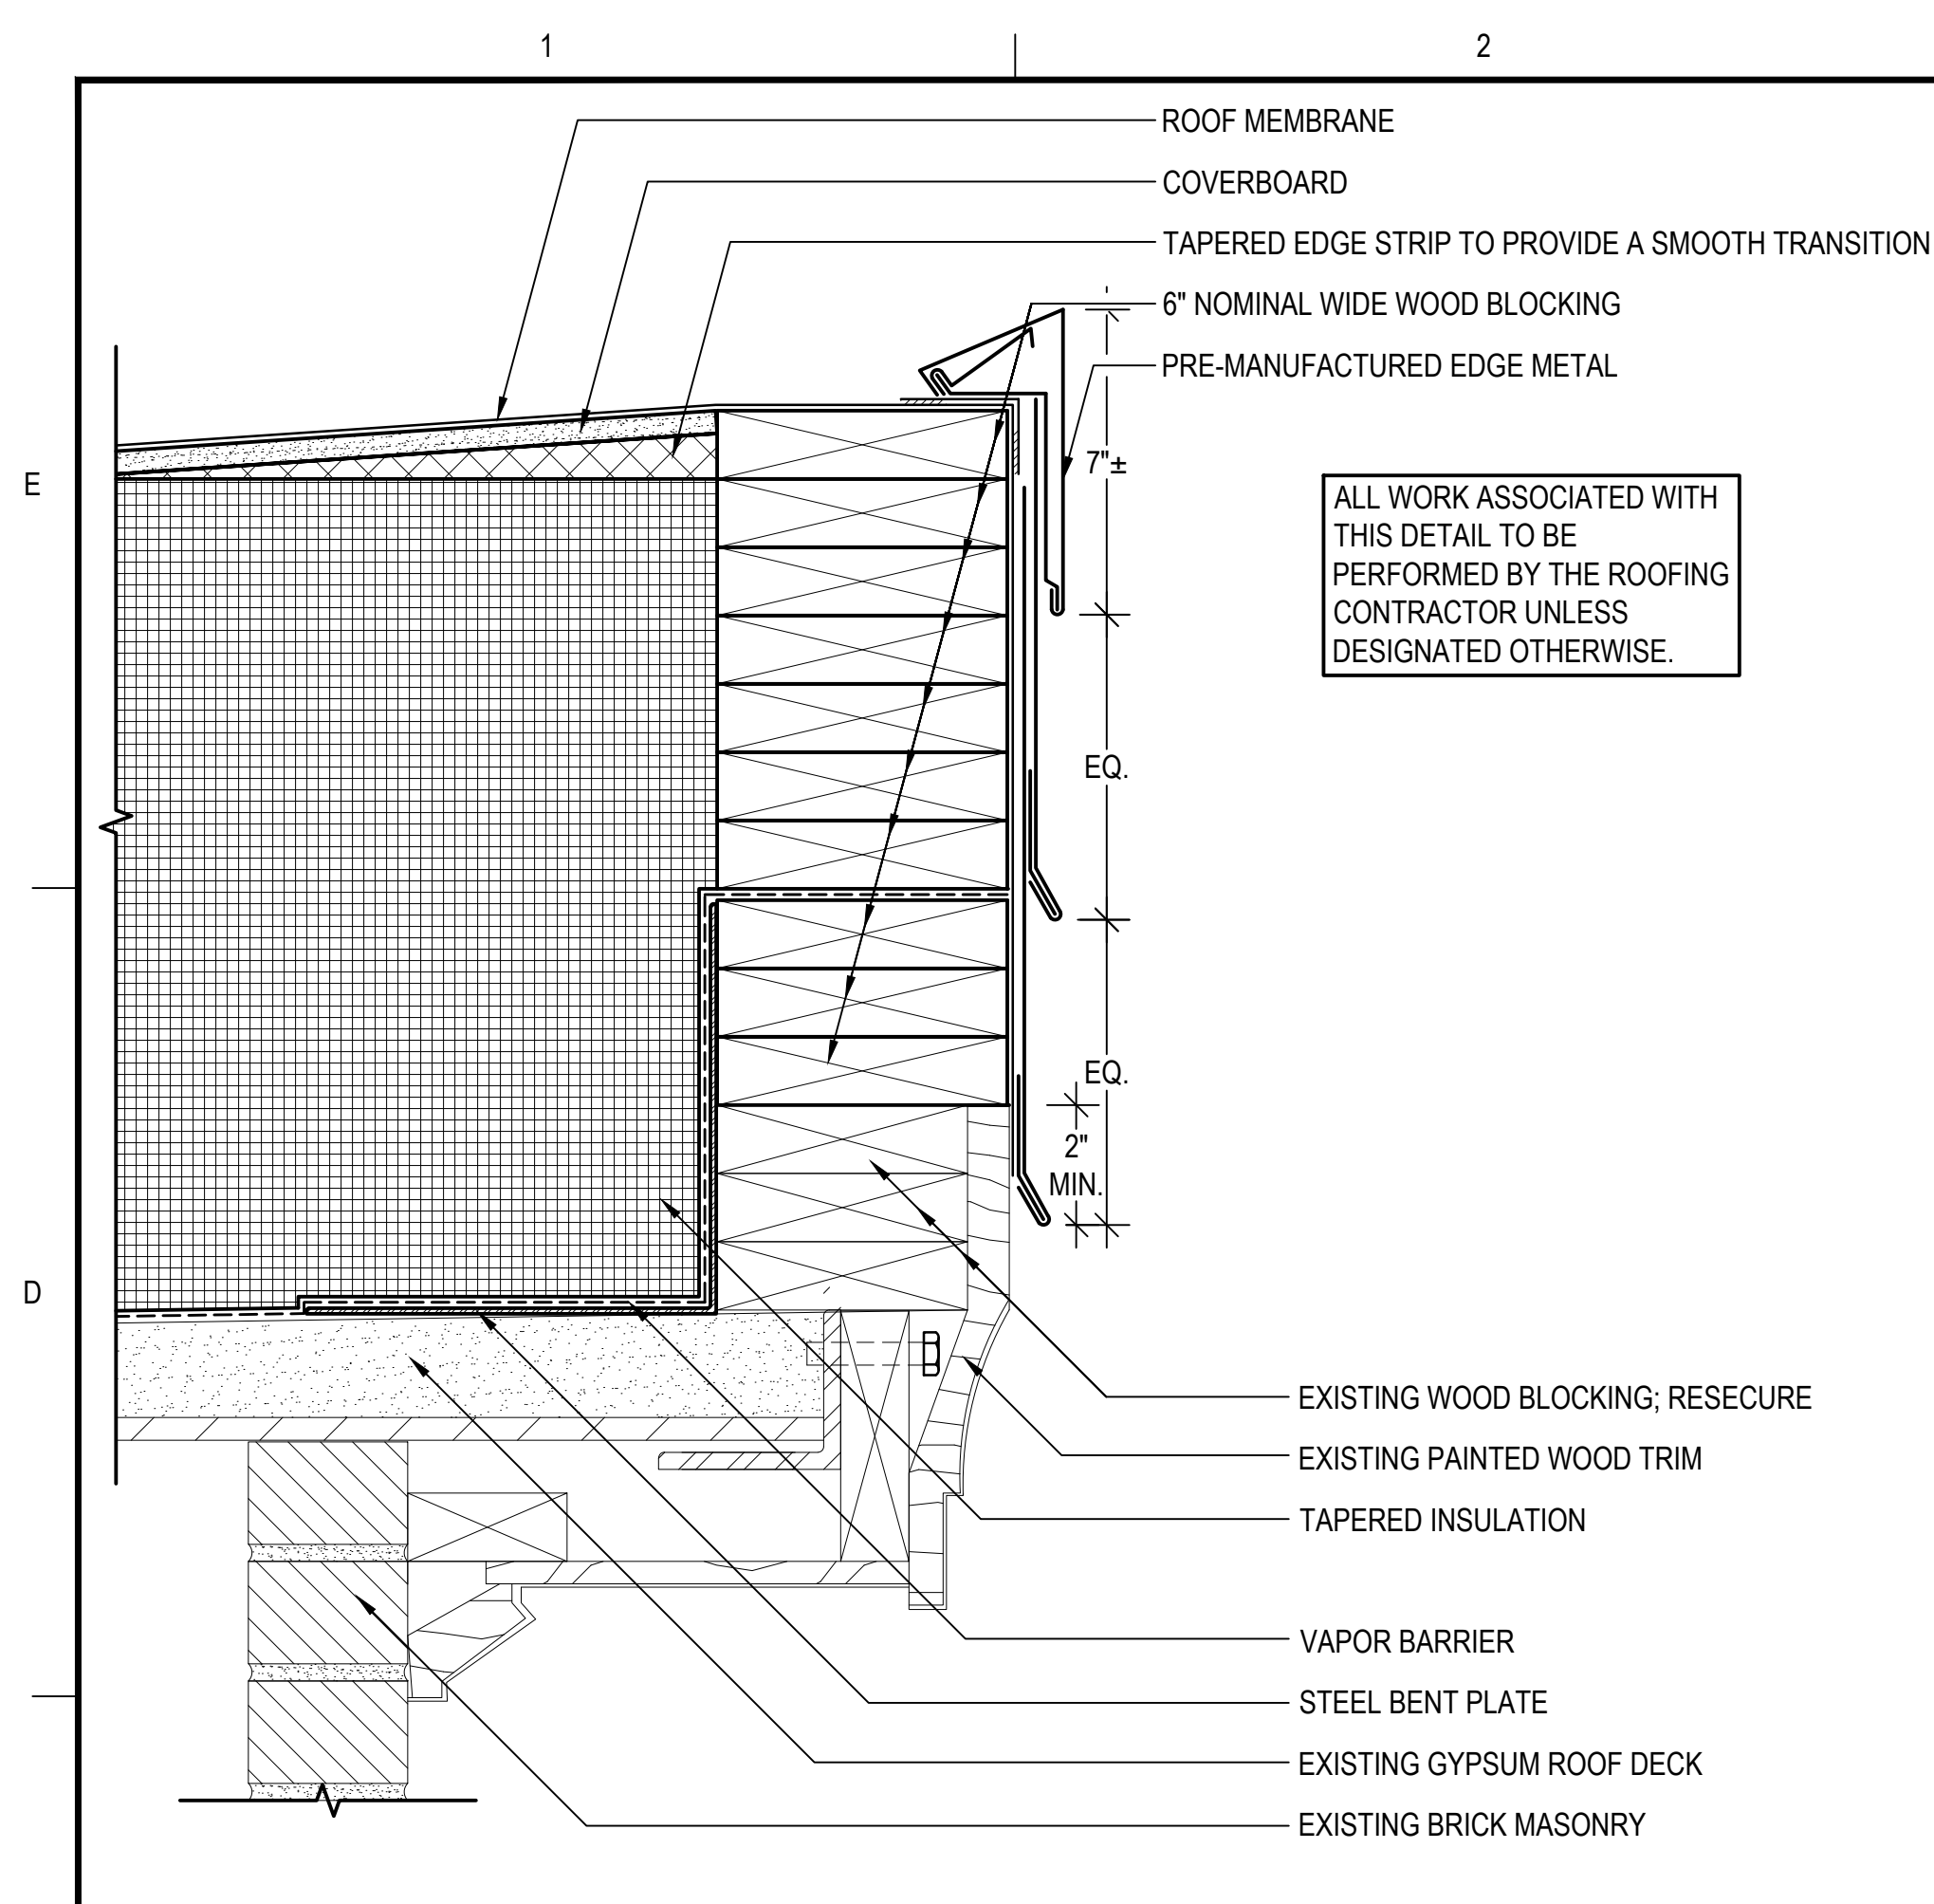 1
2
ROOF MEMBRANE
COVERBOARD
TAPERED EDGE STRIP TO PROVIDE A SMOOTH TRANSITION
6" NOMINAL WIDE WOOD BLOCKING
PRE-MANUFACTURED EDGE METAL
7"±
E
ALL WORK ASSOCIATED WITH
THIS DETAIL TO BE
PERFORMED BY THE ROOFING
CONTRACTOR UNLESS
DESIGNATED OTHERWISE.
EQ.
EQ.
2"
MIN.
D
EXISTING WOOD BLOCKING; RESECURE
EXISTING PAINTED WOOD TRIM
TAPERED INSULATION
VAPOR BARRIER
STEEL BENT PLATE
EXISTING GYPSUM ROOF DECK
EXISTING BRICK MASONRY